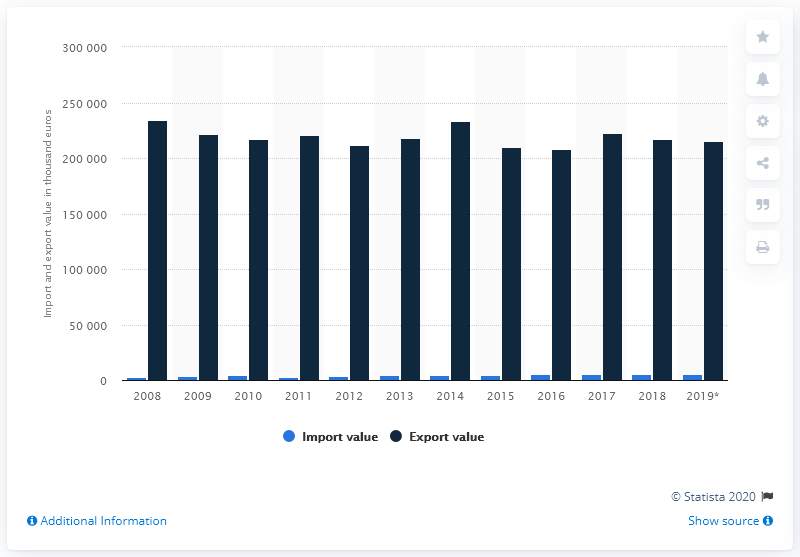 Import and export value in thousand euros
300 000
250 000
200 000
150 000
100 000
50 000
0
2008 2009 2010 2011 2012 2013 2014 2015 2016 2017 2018 2019*
Import value Export value
© Statista 2020
Additional Information Show source